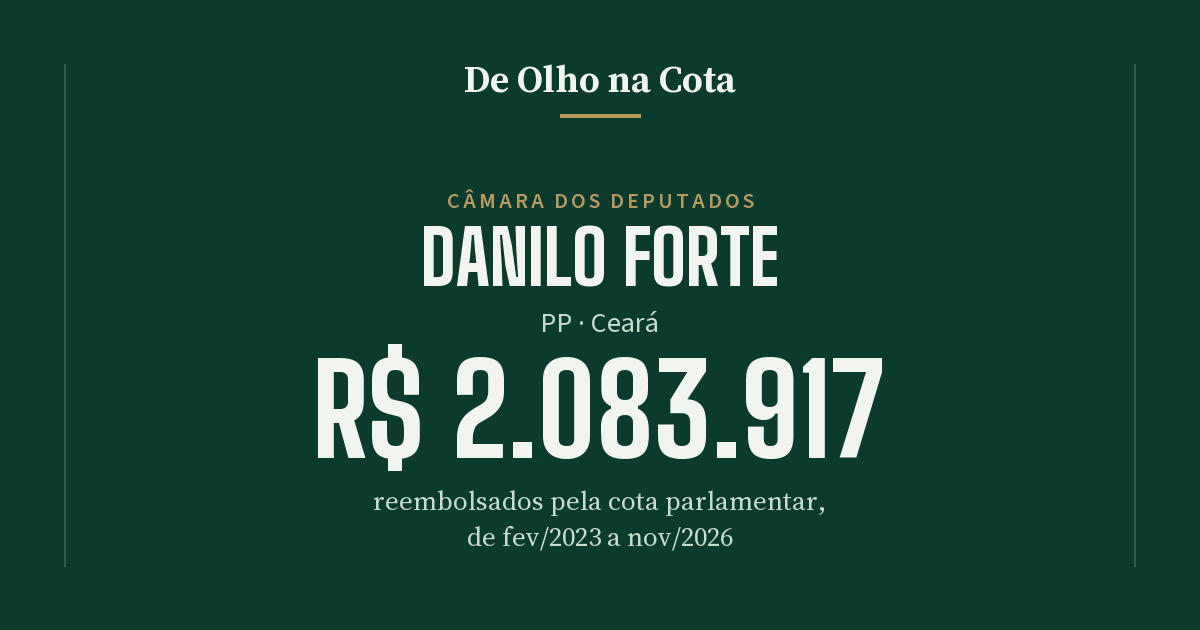 De Olho na Cota
CÂMARA DOS DEPUTADOS
DANILO FORTE
PP · Ceará
R$ 2.083.917
reembolsados pela cota parlamentar,
de fev/2023 a nov/2026